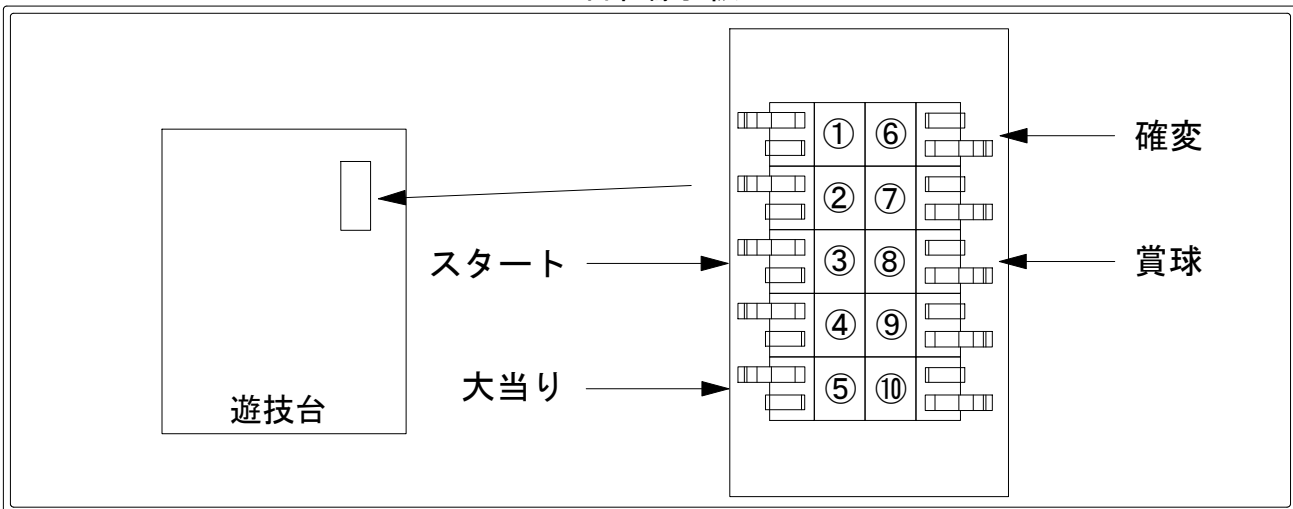 ① ⑥ 確変
② ⑦
スタート ③ ⑧ 賞球
④ ⑨
大当り ⑤ ⑩
遊技台